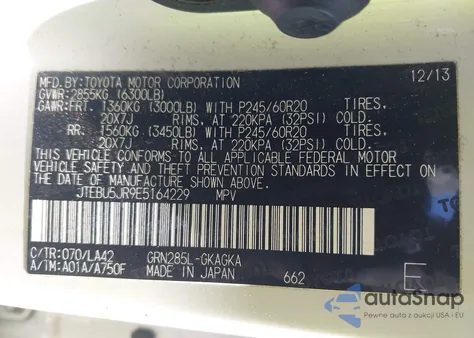 MFD.BY:TOYOTA MOTOR CORPORATION 12/13
GVWR:2855KG (6300LB)
GAWR:FRT. 1360KG (3000LB) WITH P245/60R20 TIRES,
20X7J RIMS, AT 220KPA (32PSI) COLD.
RR. 1560KG (3450LB) WITH P245/60R20 TIRES,
20X7J RIMS, AT 220KPA (32PSI) COLD.
THIS VEHICLE CONFORMS TO ALL APPLICABLE FEDERAL MOTOR
VEHICLE SAFETY AND THEFT PREVENTION STANDARDS IN EFFECT
ON THE DATE OF MANUFACTURE SHOWN ABOVE.
JTEBU5JR9E5164229 MPV
C/TR:070/LA42 GRN285L-GKAGKA
A/TM:A01A/A750F MADE IN JAPAN 662 E
autoSnap
Pewne auta z aukcji w USA i EU